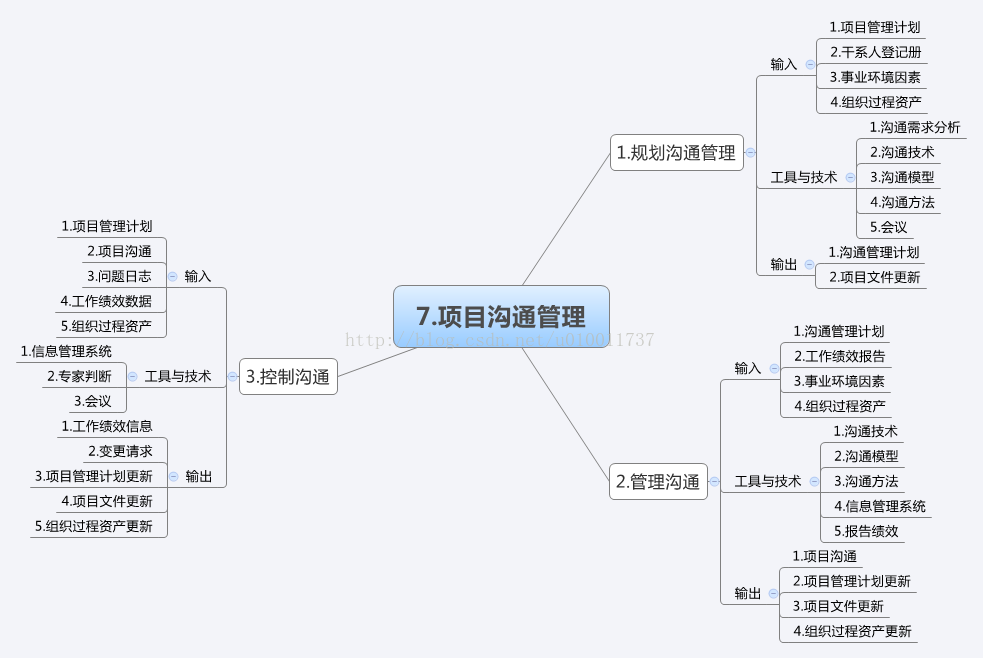 7.项目沟通管理
http://blog.csdn.net/u010011737
1.规划沟通管理
输入
1.项目管理计划
2.干系人登记册
3.事业环境因素
4.组织过程资产
工具与技术
1.沟通需求分析
2.沟通技术
3.沟通模型
4.沟通方法
5.会议
输出
1.沟通管理计划
2.项目文件更新
2.管理沟通
输入
1.沟通管理计划
2.工作绩效报告
3.事业环境因素
4.组织过程资产
工具与技术
1.沟通技术
2.沟通模型
3.沟通方法
4.信息管理系统
5.报告绩效
输出
1.项目沟通
2.项目管理计划更新
3.项目文件更新
4.组织过程资产更新
3.控制沟通
输入
1.项目管理计划
2.项目沟通
3.问题日志
4.工作绩效数据
5.组织过程资产
工具与技术
1.信息管理系统
2.专家判断
3.会议
输出
1.工作绩效信息
2.变更请求
3.项目管理计划更新
4.项目文件更新
5.组织过程资产更新